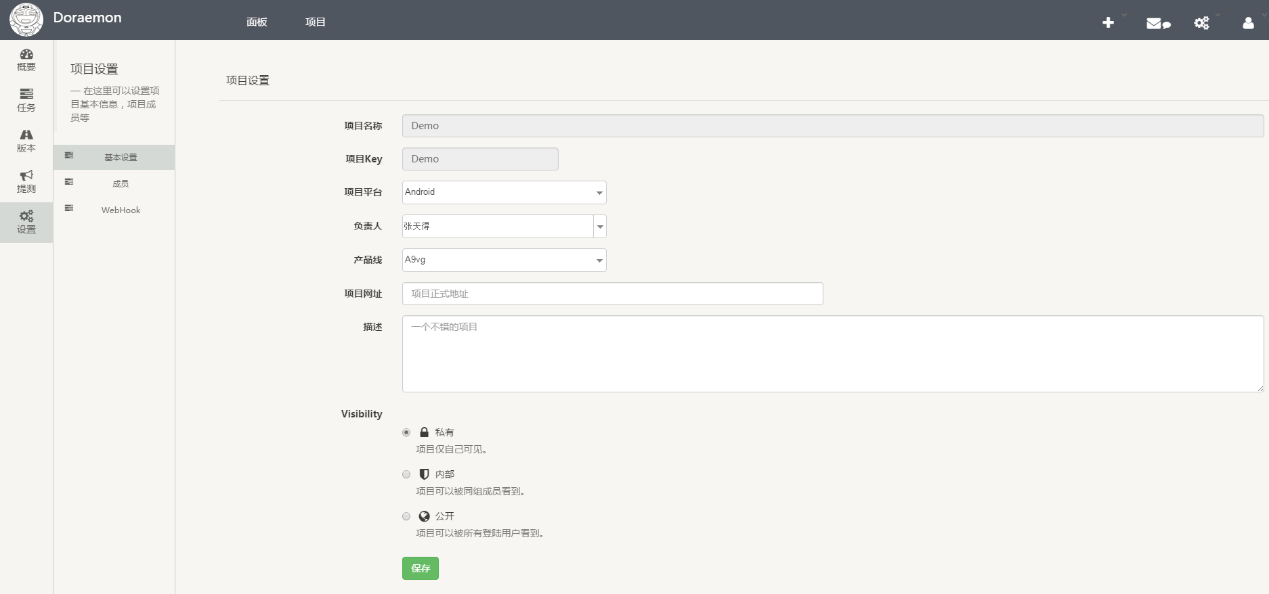 Doraemon
面板
项目
概要
任务
版本
提测
设置
项目设置
— 在这里可以设置项
目基本信息，项目成
员等
基本设置
成员
WebHook
项目设置
项目名称 Demo
项目Key Demo
项目平台 Android
负责人 张天得
产品线 A9vg
项目网址 项目正式地址
描述 一个不错的项目
Visibility
私有
项目仅自己可见。
内部
项目可以被同组成员看到。
公开
项目可以被所有登陆用户看到。
保存